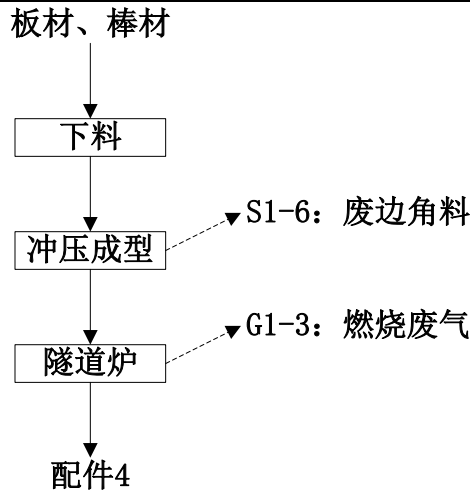 板材、棒材
下料
S1-6：废边角料
冲压成型
G1-3：燃烧废气
隧道炉
配件4